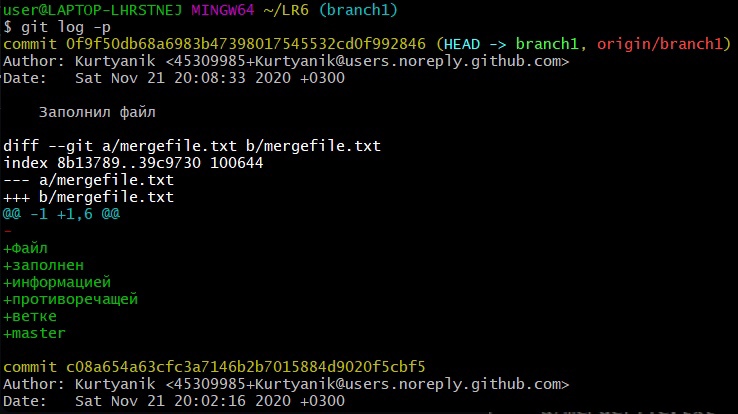 user@LAPTOP-LHRSTNEJ MINGW64 ~/LR6 (branch1)
$ git log -p
commit 0f9f50db68a6983b47398017545532cd0f992846 (HEAD -> branch1, origin/branch1)
Author: Kurtyanik <45309985+Kurtyanik@users.noreply.github.com>
Date:   Sat Nov 21 20:08:33 2020 +0300
    Заполнил файл
diff --git a/mergefile.txt b/mergefile.txt
index 8b13789..39c9730 100644
--- a/mergefile.txt
+++ b/mergefile.txt
@@ -1 +1,6 @@
-
+Файл
+заполнен
+информацией
+противоречащей
+ветке
+master
commit c08a654a63cfc3a7146b2b7015884d9020f5cbf5
Author: Kurtyanik <45309985+Kurtyanik@users.noreply.github.com>
Date:   Sat Nov 21 20:02:16 2020 +0300